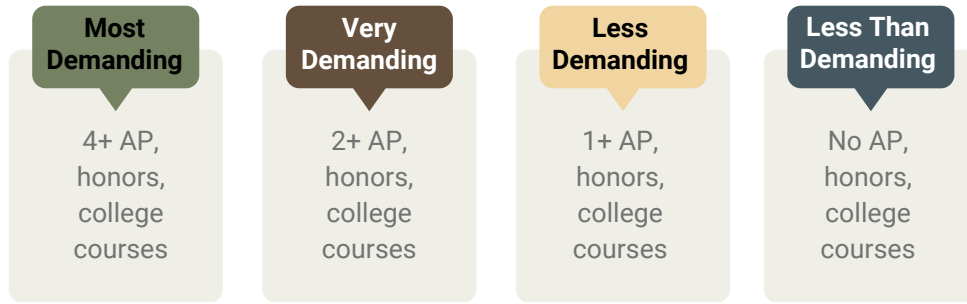 Most
Demanding
4+ AP,
honors,
college
courses
Very
Demanding
2+ AP,
honors,
college
courses
Less
Demanding
1+ AP,
honors,
college
courses
Less Than
Demanding
No AP,
honors,
college
courses